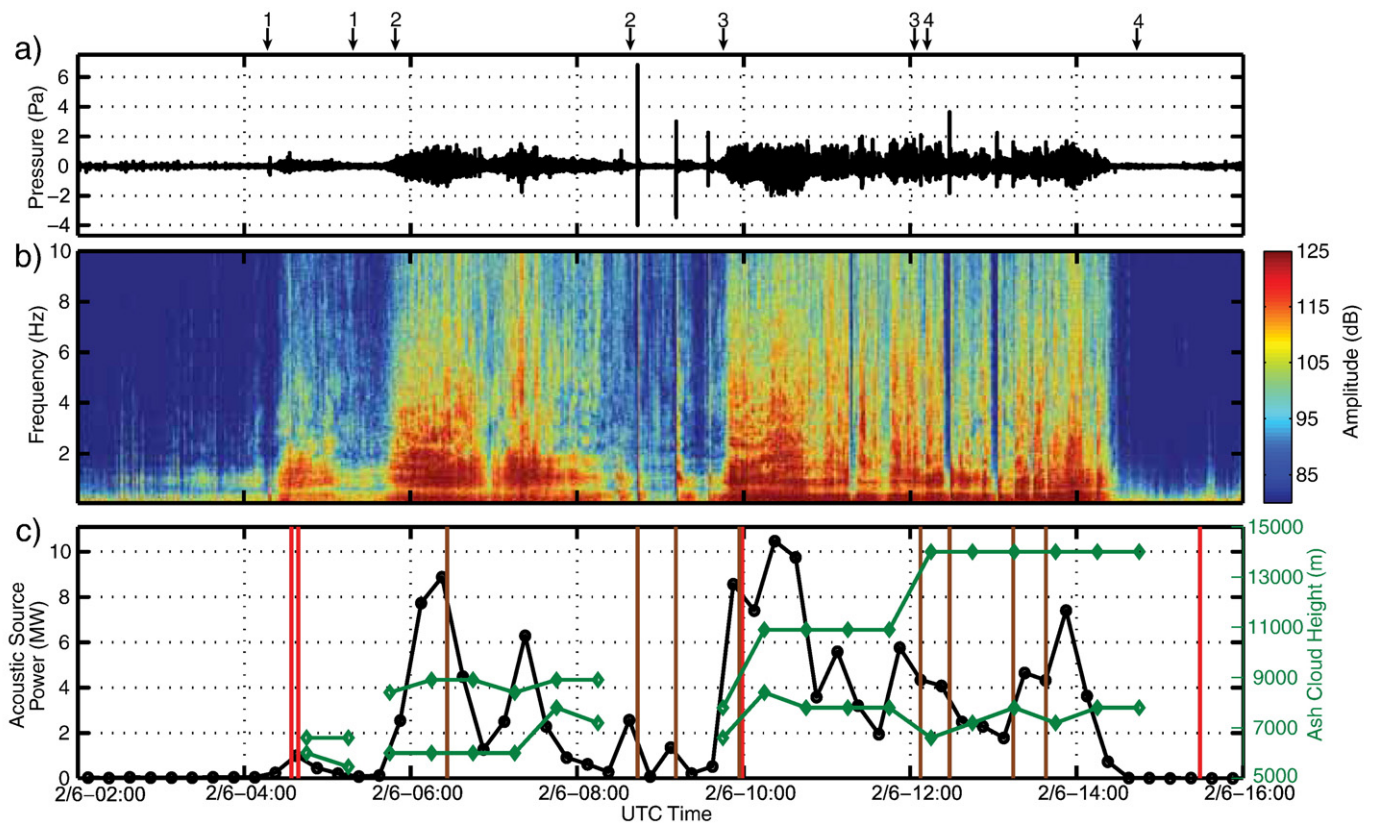 1 1 2 2 3 3 4 4
a)
6
4
2
0
−2
−4
Pressure (Pa)
b)
10
8
6
4
2
Frequency (Hz)
125
115
105
95
85
Amplitude (dB)
c)
10
8
6
4
2
0
Acoustic Source
Power (MW)
15000
13000
11000
9000
7000
5000
Ash Cloud Height (m)
2/6−02:00 2/6−04:00 2/6−06:00 2/6−08:00 2/6−10:00 2/6−12:00 2/6−14:00 2/6−16:00
UTC Time